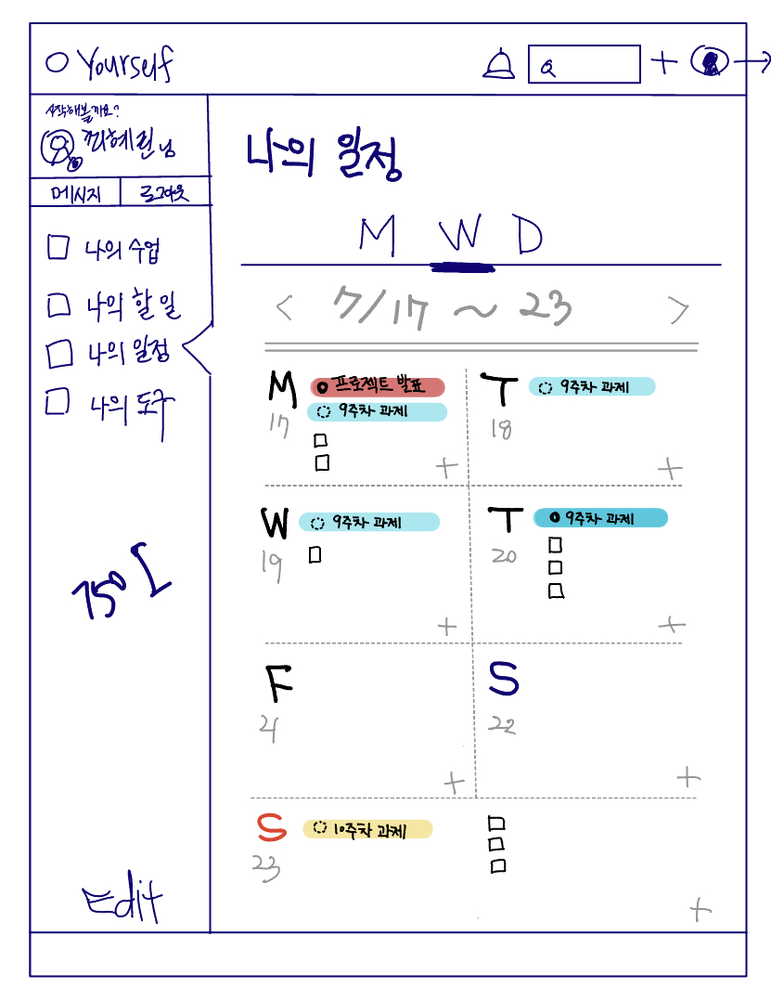 Yourself
Q
+
시작해볼까요?
피혜린님
메시지 로그아웃
나의 수업
나의 할 일
나의 일정
나의 도구
Edit
나의 일정
M W D
< 7/17 ~ 23 >
M 17
프로젝트 발표
9주차 과제
+
T 18
9주차 과제
+
W 19
9주차 과제
+
T 20
9주차 과제
+
F 21
+
S 22
+
S 23
10주차 과제
+